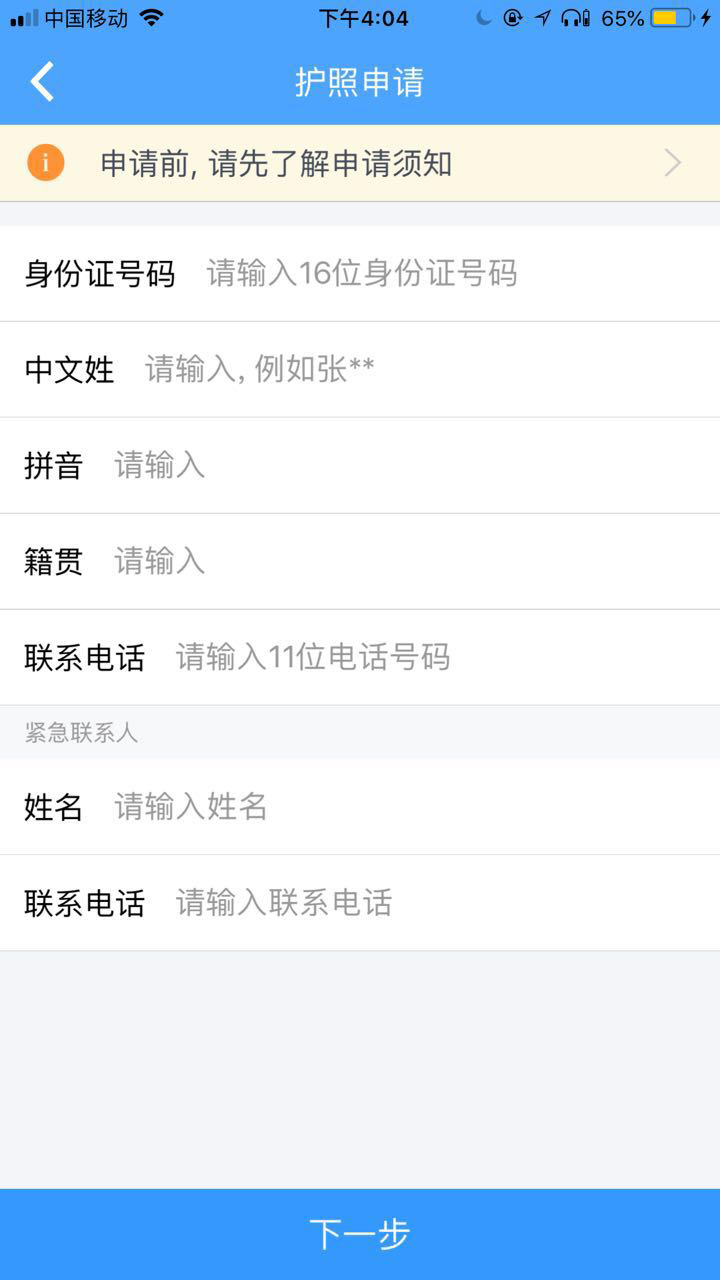 中国移动 下午4:04 65%
护照申请
i 申请前, 请先了解申请须知
身份证号码 请输入16位身份证号码
中文姓 请输入, 例如张**
拼音 请输入
籍贯 请输入
联系电话 请输入11位电话号码
紧急联系人
姓名 请输入姓名
联系电话 请输入联系电话
下一步